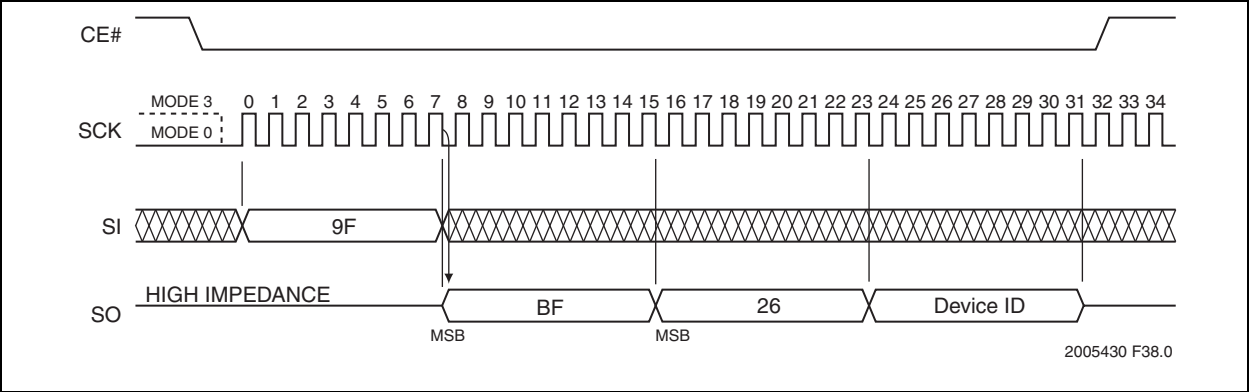 CE#
MODE 3
0 1 2 3 4 5 6 7 8 9 10 11 12 13 14 15 16 17 18 19 20 21 22 23 24 25 26 27 28 29 30 31 32 33 34
SCK
MODE 0
SI
9F
HIGH IMPEDANCE
SO
BF
26
Device ID
MSB
MSB
2005430 F38.0